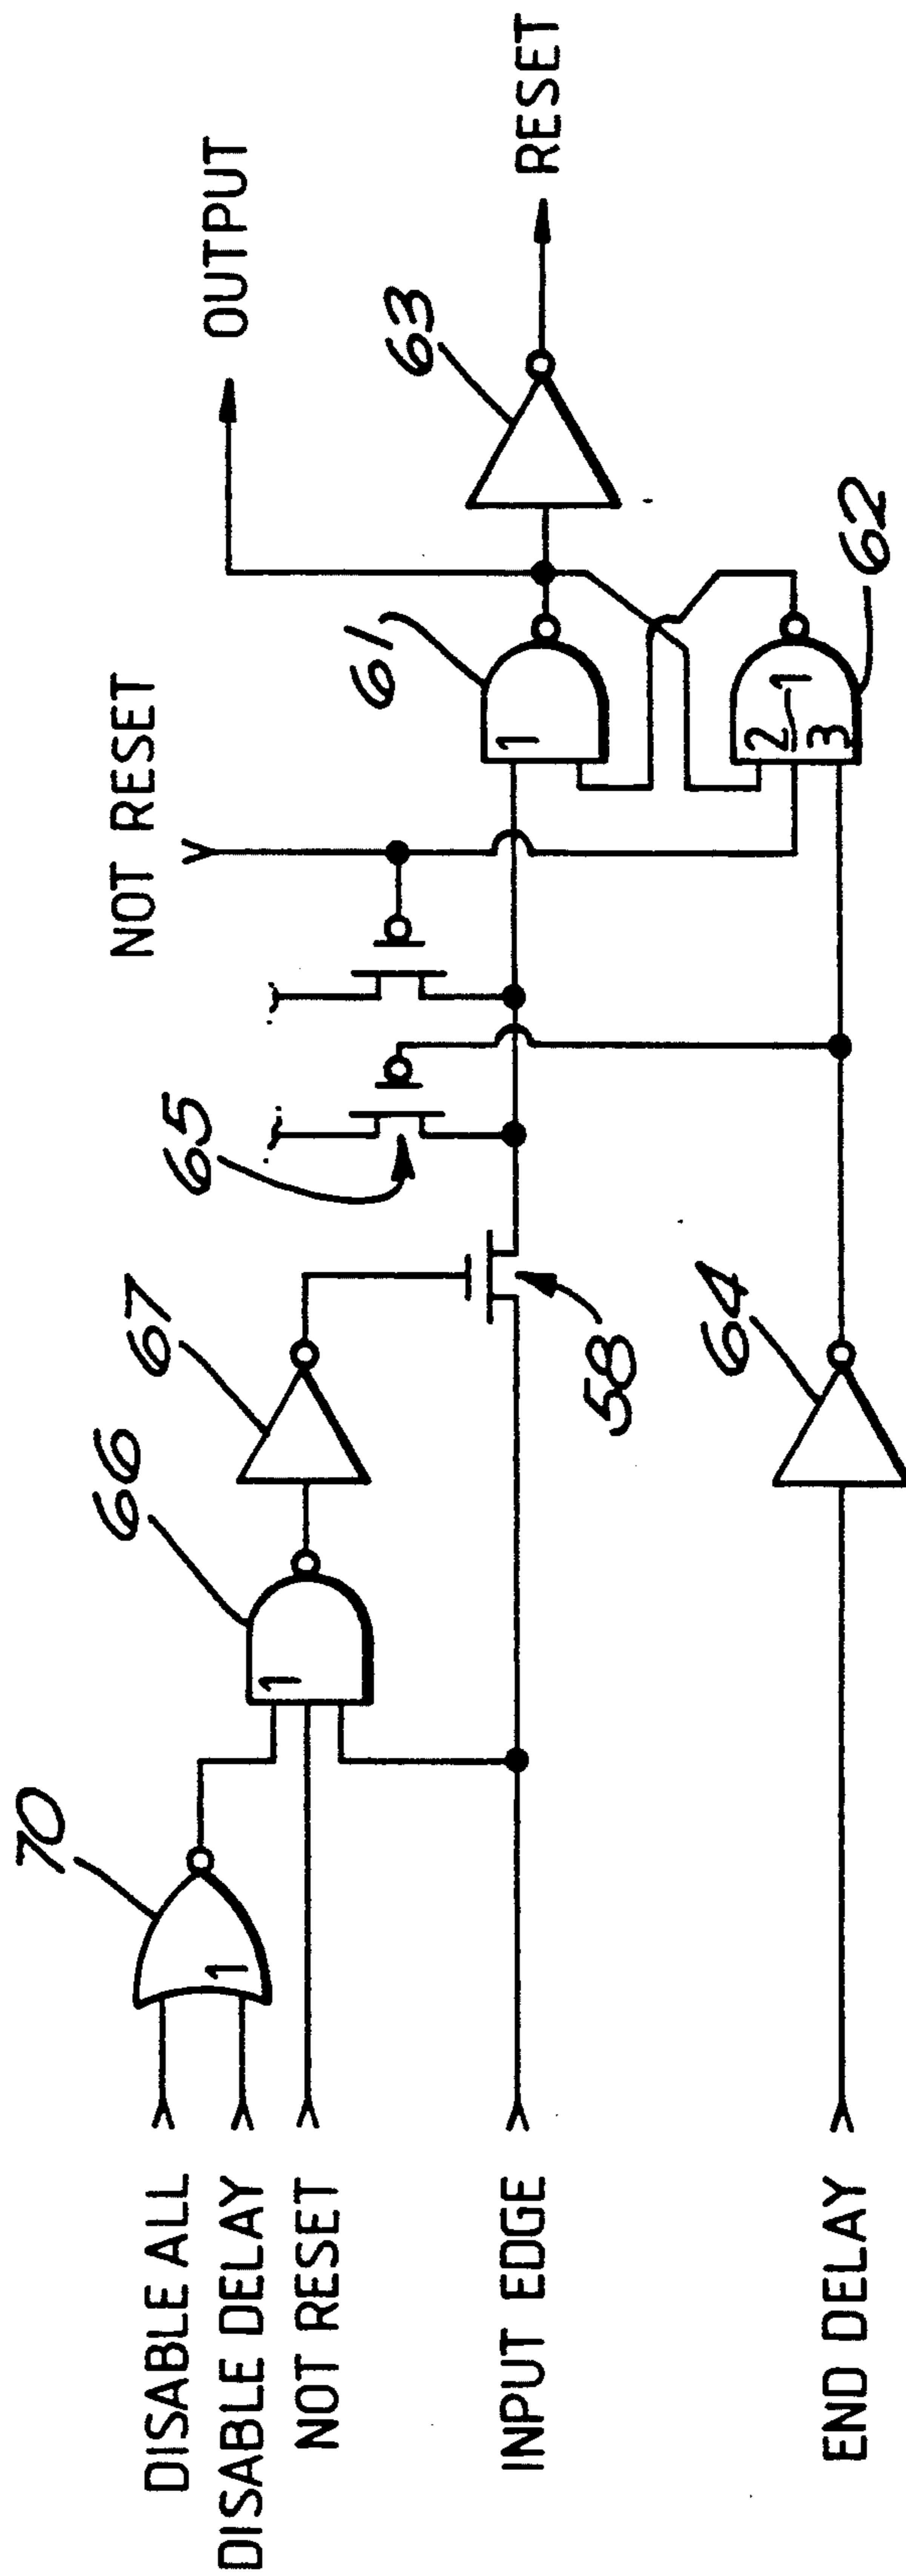 DISABLE ALL
DISABLE DELAY
NOT RESET
INPUT EDGE
END DELAY
70
1
66
1
67
58
64
65
NOT RESET
61
1
62
2
1
3
63
OUTPUT
RESET